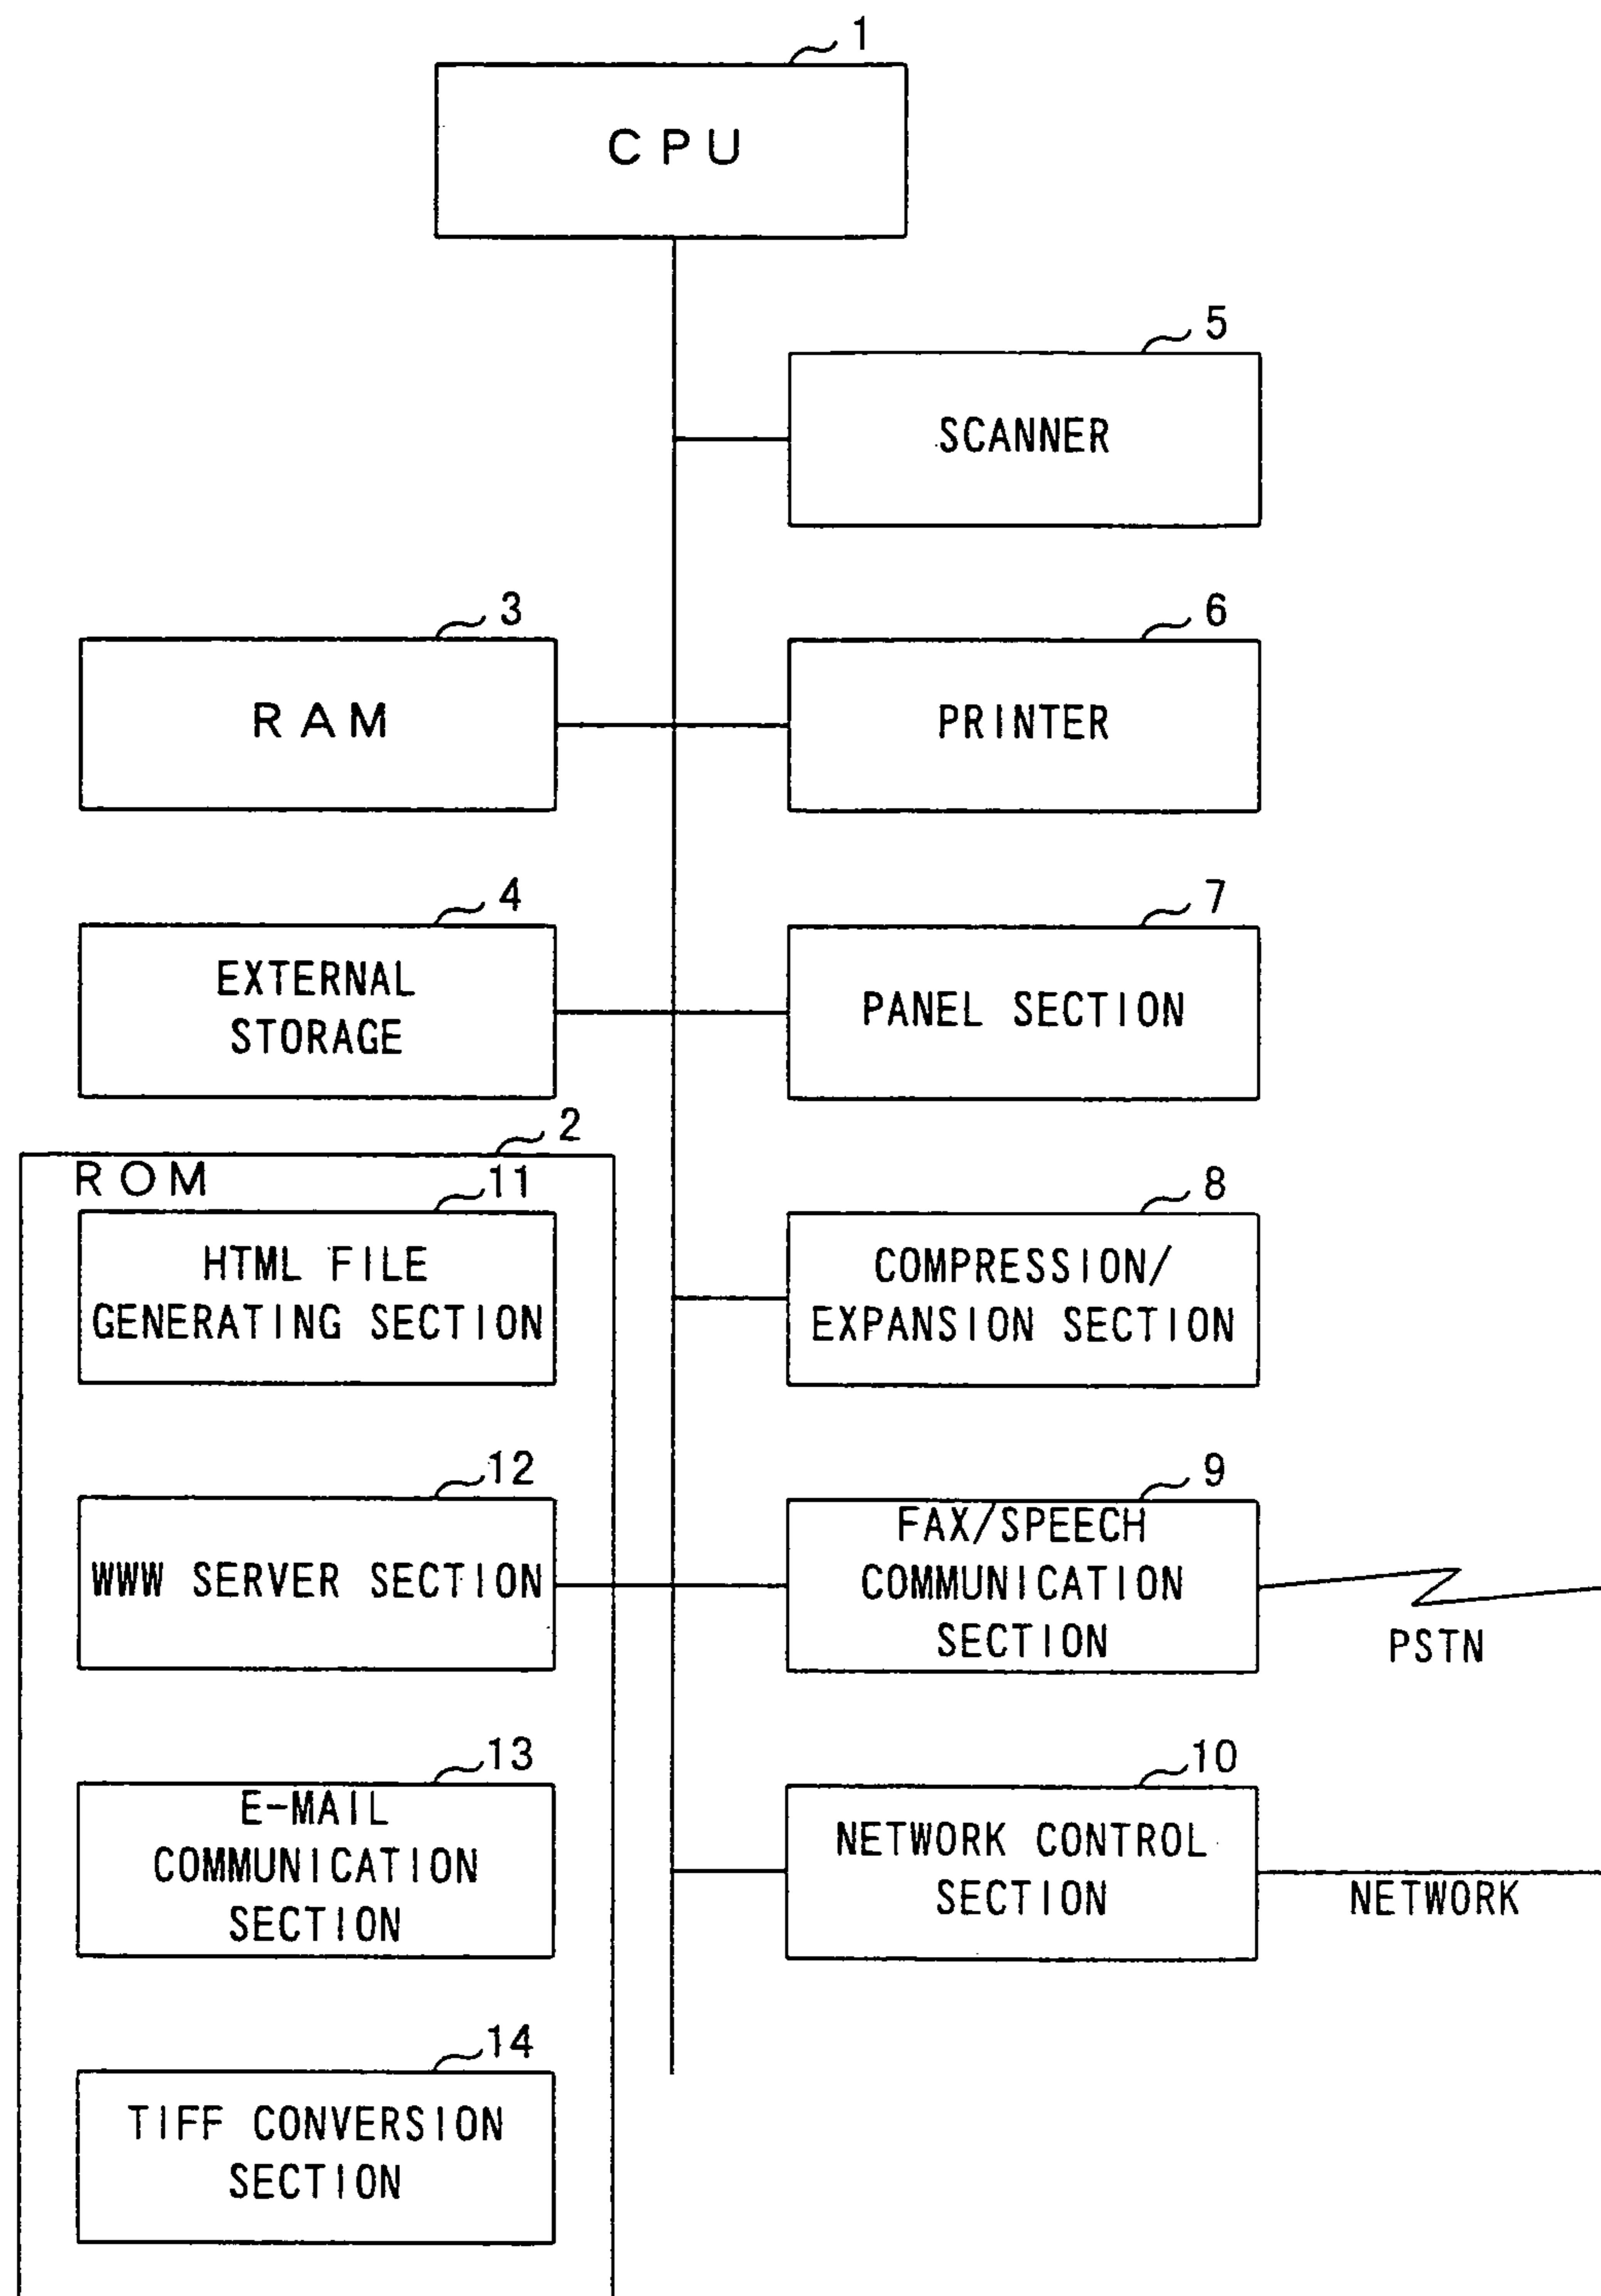 1
CPU
5
SCANNER
3
RAM
6
PRINTER
4
EXTERNAL
STORAGE
7
PANEL SECTION
2
ROM
11
HTML FILE
GENERATING SECTION
8
COMPRESSION/
EXPANSION SECTION
12
WWW SERVER SECTION
9
FAX/SPEECH
COMMUNICATION
SECTION
PSTN
13
E-MAIL
COMMUNICATION
SECTION
10
NETWORK CONTROL
SECTION
NETWORK
14
TIFF CONVERSION
SECTION